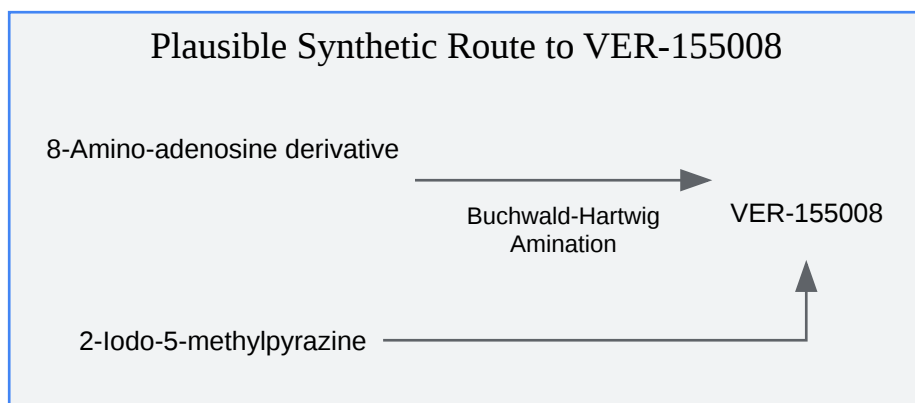 Plausible Synthetic Route to VER-155008
8-Amino-adenosine derivative
Buchwald-Hartwig
Amination
VER-155008
2-Iodo-5-methylpyrazine